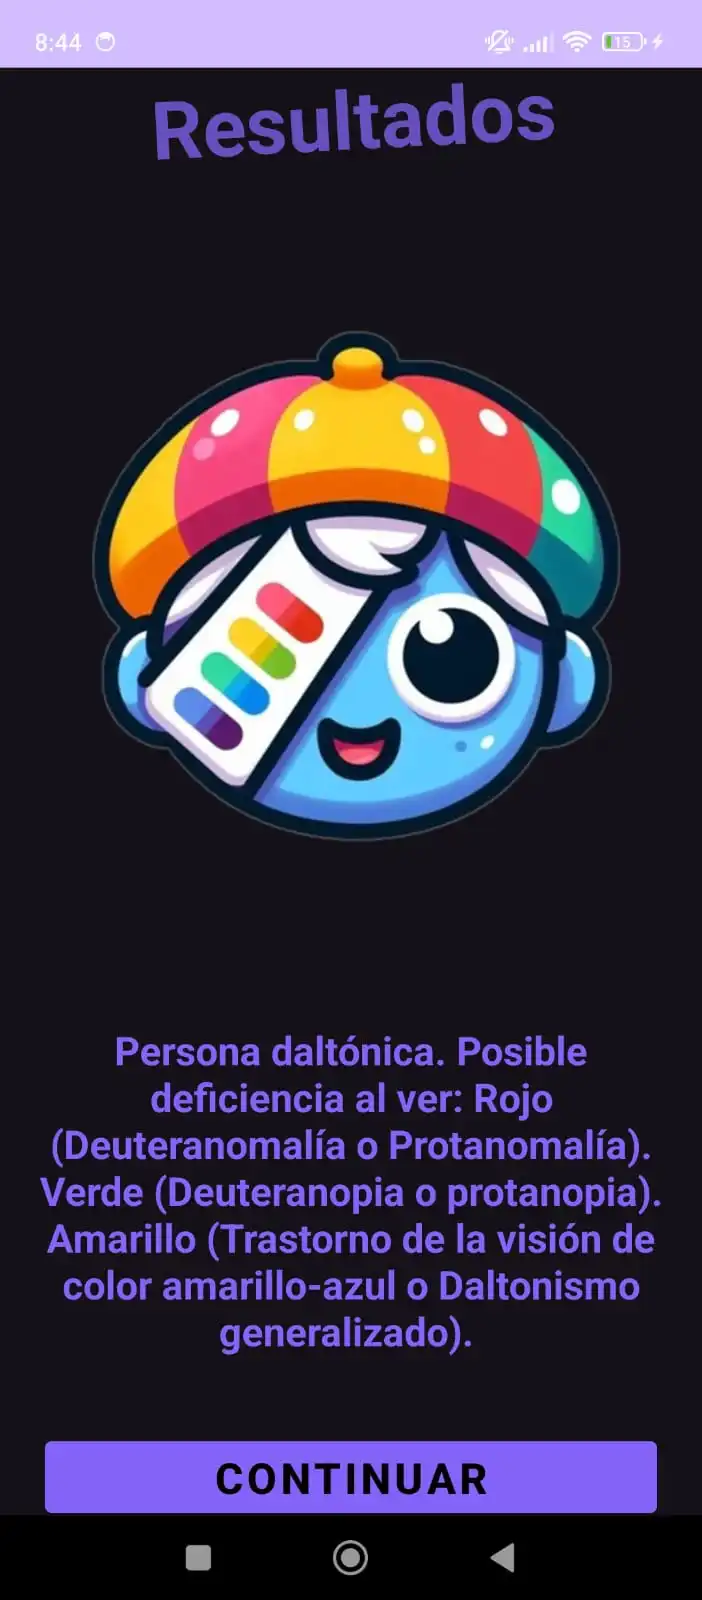 8:44
15
Resultados
Persona daltónica. Posible
deficiencia al ver: Rojo
(Deuteranomalía o Protanomalía).
Verde (Deuteranopia o protanopia).
Amarillo (Trastorno de la visión de
color amarillo-azul o Daltonismo
generalizado).
CONTINUAR